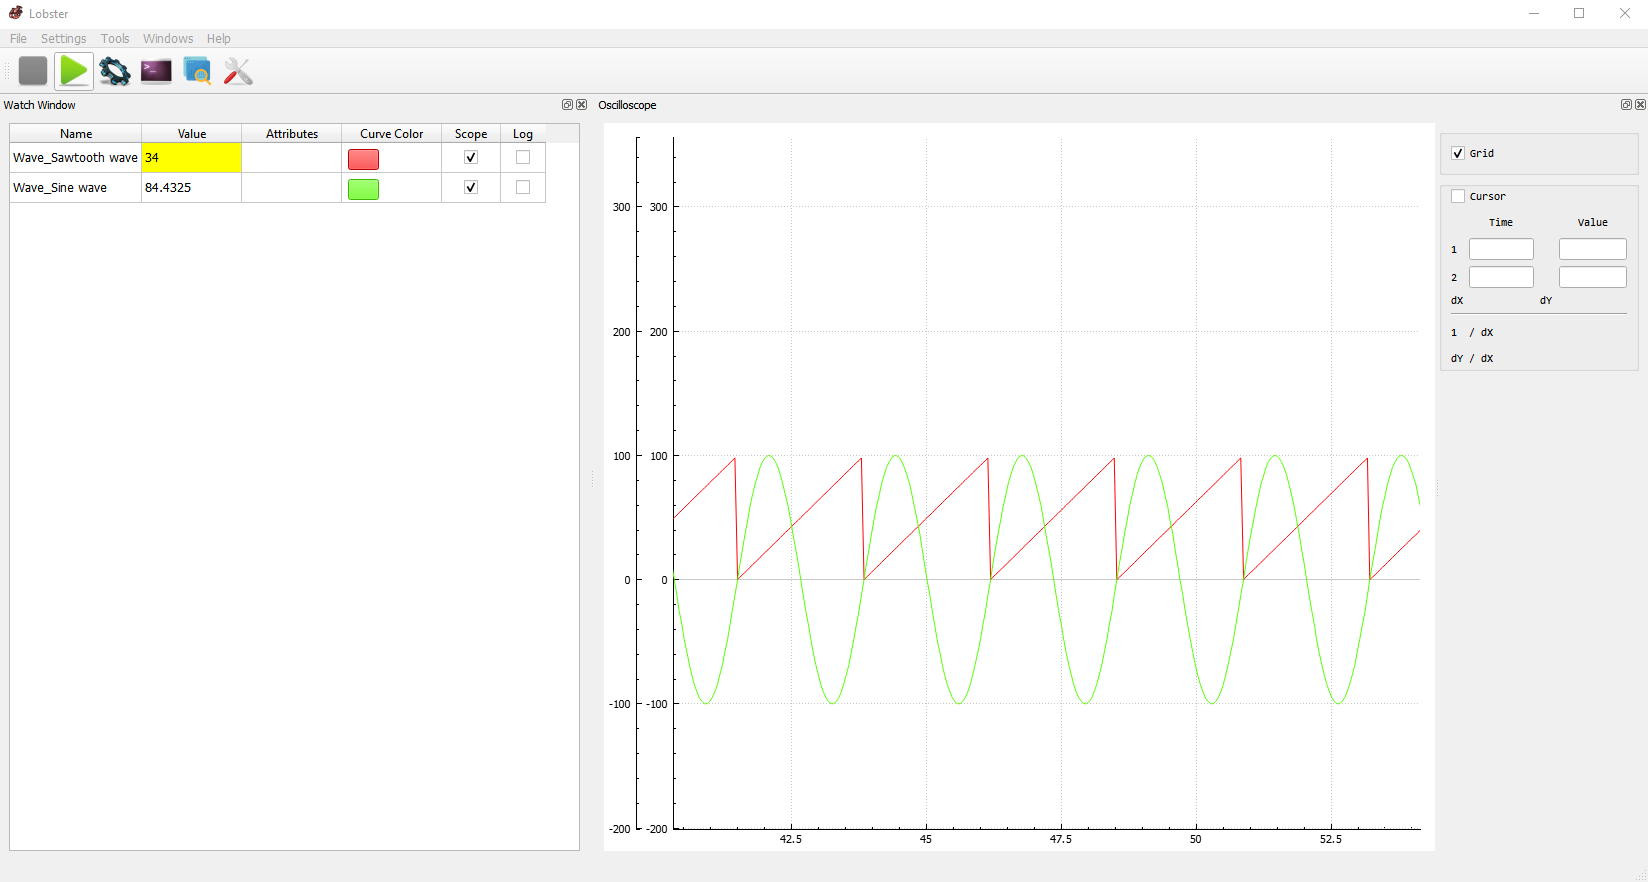 Lobster
File Settings Tools Windows Help
Watch Window
Name Value Attributes Curve Color Scope Log
Wave_Sawtooth wave 34
Wave_Sine wave 84.4325
Oscilloscope
300 300
200 200
100 100
0 0
-100 -100
-200 -200
42.5 45 47.5 50 52.5
Grid
Cursor
Time Value
1
2
dX dY
1 / dX
dY / dX